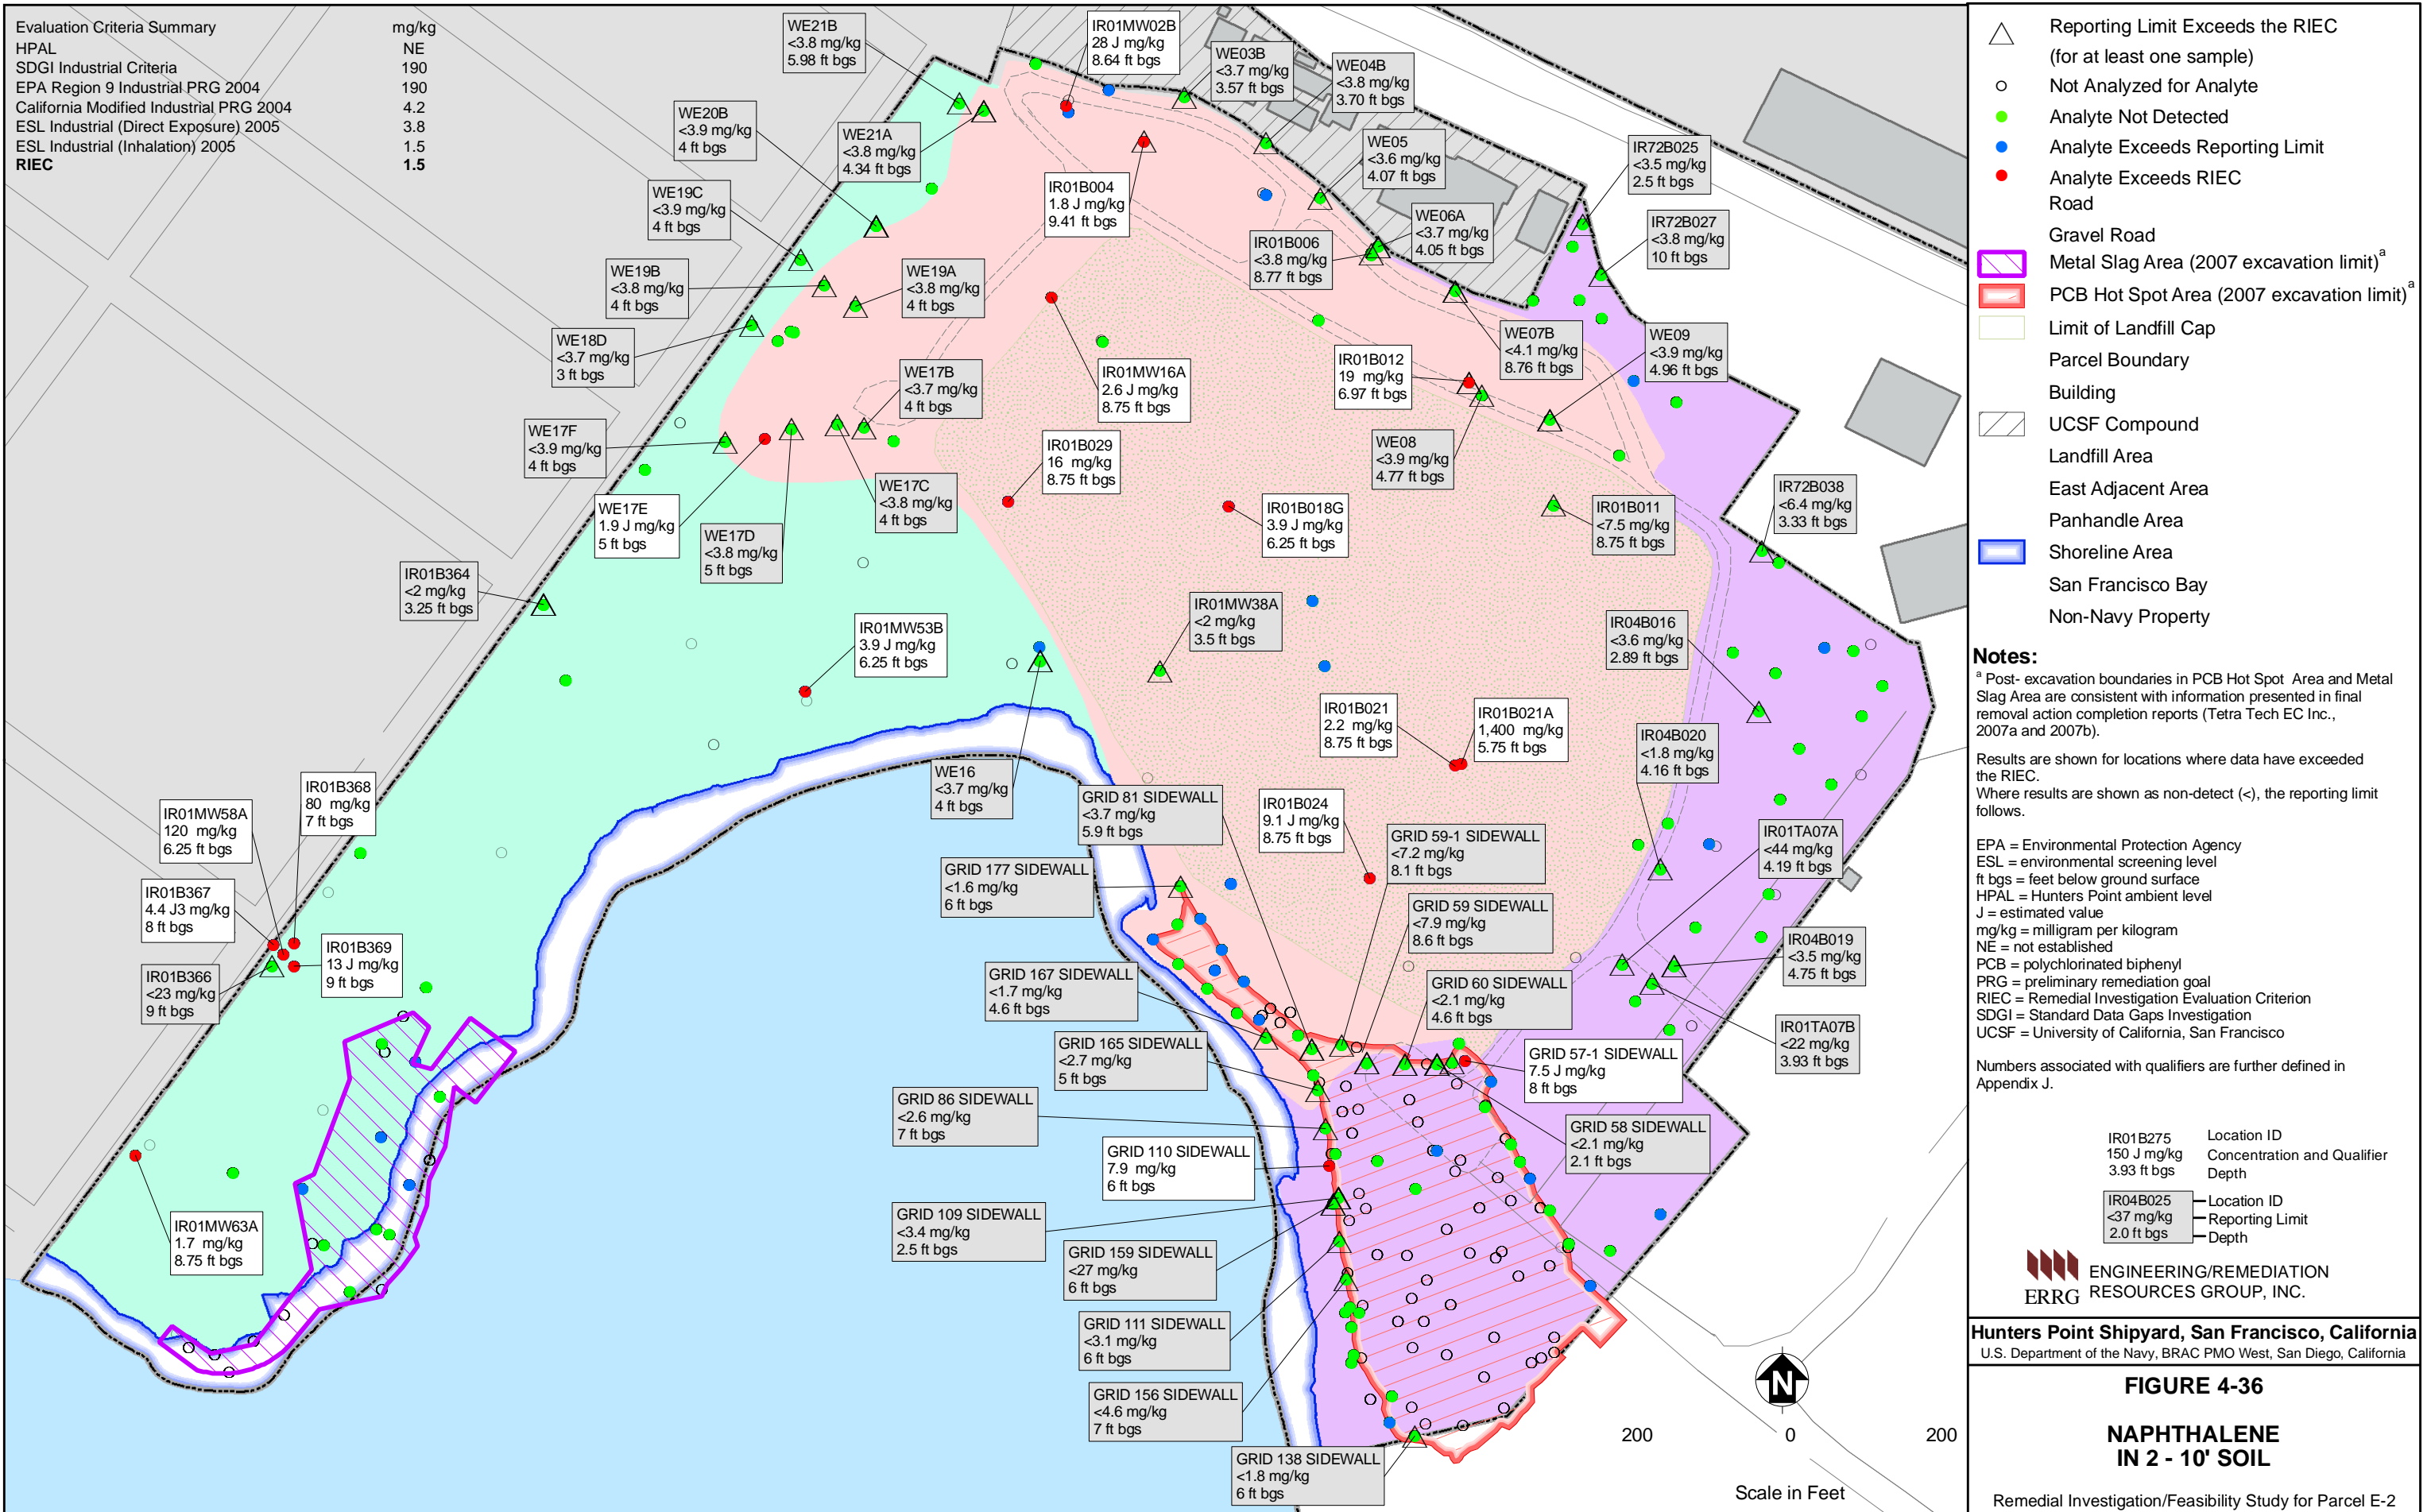 Evaluation Criteria Summary mg/kg
HPAL NE
SDGI Industrial Criteria 190
EPA Region 9 Industrial PRG 2004 190
California Modified Industrial PRG 2004 4.2
ESL Industrial (Direct Exposure) 2005 3.8
ESL Industrial (Inhalation) 2005 1.5
RIEC 1.5
WE21B
<3.8 mg/kg
5.98 ft bgs
IR01MW02B
28 J mg/kg
8.64 ft bgs
WE03B
<3.7 mg/kg
3.57 ft bgs
WE04B
<3.8 mg/kg
3.70 ft bgs
WE20B
<3.9 mg/kg
4 ft bgs
WE21A
<3.8 mg/kg
4.34 ft bgs
WE05
<3.6 mg/kg
4.07 ft bgs
IR72B025
<3.5 mg/kg
2.5 ft bgs
WE19C
<3.9 mg/kg
4 ft bgs
IR01B004
1.8 J mg/kg
9.41 ft bgs
WE06A
<3.7 mg/kg
4.05 ft bgs
IR72B027
<3.8 mg/kg
10 ft bgs
IR01B006
<3.8 mg/kg
8.77 ft bgs
WE19B
<3.8 mg/kg
4 ft bgs
WE19A
<3.8 mg/kg
4 ft bgs
WE18D
<3.7 mg/kg
3 ft bgs
WE07B
<4.1 mg/kg
8.76 ft bgs
WE09
<3.9 mg/kg
4.96 ft bgs
WE17B
<3.7 mg/kg
4 ft bgs
IR01MW16A
2.6 J mg/kg
8.75 ft bgs
IR01B012
19 mg/kg
6.97 ft bgs
WE17F
<3.9 mg/kg
4 ft bgs
IR01B029
16 mg/kg
8.75 ft bgs
WE08
<3.9 mg/kg
4.77 ft bgs
WE17C
<3.8 mg/kg
4 ft bgs
WE17E
1.9 J mg/kg
5 ft bgs
WE17D
<3.8 mg/kg
5 ft bgs
IR01B018G
3.9 J mg/kg
6.25 ft bgs
IR01B011
<7.5 mg/kg
8.75 ft bgs
IR72B038
<6.4 mg/kg
3.33 ft bgs
IR01B364
<2 mg/kg
3.25 ft bgs
IR01MW53B
3.9 J mg/kg
6.25 ft bgs
IR01MW38A
<2 mg/kg
3.5 ft bgs
IR04B016
<3.6 mg/kg
2.89 ft bgs
IR01B021
2.2 mg/kg
8.75 ft bgs
IR01B021A
1,400 mg/kg
5.75 ft bgs
IR04B020
<1.8 mg/kg
4.16 ft bgs
WE16
<3.7 mg/kg
4 ft bgs
IR01B368
80 mg/kg
7 ft bgs
IR01MW58A
120 mg/kg
6.25 ft bgs
GRID 81 SIDEWALL
<3.7 mg/kg
5.9 ft bgs
IR01B024
9.1 J mg/kg
8.75 ft bgs
GRID 59-1 SIDEWALL
<7.2 mg/kg
8.1 ft bgs
IR01TA07A
<44 mg/kg
4.19 ft bgs
GRID 177 SIDEWALL
<1.6 mg/kg
6 ft bgs
IR01B367
4.4 J3 mg/kg
8 ft bgs
GRID 59 SIDEWALL
<7.9 mg/kg
8.6 ft bgs
IR01B369
13 J mg/kg
9 ft bgs
IR04B019
<3.5 mg/kg
4.75 ft bgs
IR01B366
<23 mg/kg
9 ft bgs
GRID 167 SIDEWALL
<1.7 mg/kg
4.6 ft bgs
GRID 60 SIDEWALL
<2.1 mg/kg
4.6 ft bgs
IR01TA07B
<22 mg/kg
3.93 ft bgs
GRID 165 SIDEWALL
<2.7 mg/kg
5 ft bgs
GRID 57-1 SIDEWALL
7.5 J mg/kg
8 ft bgs
GRID 86 SIDEWALL
<2.6 mg/kg
7 ft bgs
GRID 58 SIDEWALL
<2.1 mg/kg
2.1 ft bgs
GRID 110 SIDEWALL
7.9 mg/kg
6 ft bgs
IR01MW63A
1.7 mg/kg
8.75 ft bgs
GRID 109 SIDEWALL
<3.4 mg/kg
2.5 ft bgs
GRID 159 SIDEWALL
<27 mg/kg
6 ft bgs
GRID 111 SIDEWALL
<3.1 mg/kg
6 ft bgs
GRID 156 SIDEWALL
<4.6 mg/kg
7 ft bgs
GRID 138 SIDEWALL
<1.8 mg/kg
6 ft bgs
N
200 0 200
Scale in Feet
Reporting Limit Exceeds the RIEC
(for at least one sample)
Not Analyzed for Analyte
Analyte Not Detected
Analyte Exceeds Reporting Limit
Analyte Exceeds RIEC
Road
Gravel Road
Metal Slag Area (2007 excavation limit)a
PCB Hot Spot Area (2007 excavation limit)a
Limit of Landfill Cap
Parcel Boundary
Building
UCSF Compound
Landfill Area
East Adjacent Area
Panhandle Area
Shoreline Area
San Francisco Bay
Non-Navy Property
Notes:
a Post- excavation boundaries in PCB Hot Spot Area and Metal
Slag Area are consistent with information presented in final
removal action completion reports (Tetra Tech EC Inc.,
2007a and 2007b).
Results are shown for locations where data have exceeded
the RIEC.
Where results are shown as non-detect (<), the reporting limit
follows.
EPA = Environmental Protection Agency
ESL = environmental screening level
ft bgs = feet below ground surface
HPAL = Hunters Point ambient level
J = estimated value
mg/kg = milligram per kilogram
NE = not established
PCB = polychlorinated biphenyl
PRG = preliminary remediation goal
RIEC = Remedial Investigation Evaluation Criterion
SDGI = Standard Data Gaps Investigation
UCSF = University of California, San Francisco
Numbers associated with qualifiers are further defined in
Appendix J.
IR01B275 Location ID
150 J mg/kg Concentration and Qualifier
3.93 ft bgs Depth
IR04B025 Location ID
<37 mg/kg Reporting Limit
2.0 ft bgs Depth
ERRG
ENGINEERING/REMEDIATION
RESOURCES GROUP, INC.
Hunters Point Shipyard, San Francisco, California
U.S. Department of the Navy, BRAC PMO West, San Diego, California
FIGURE 4-36
NAPHTHALENE
IN 2 - 10' SOIL
Remedial Investigation/Feasibility Study for Parcel E-2